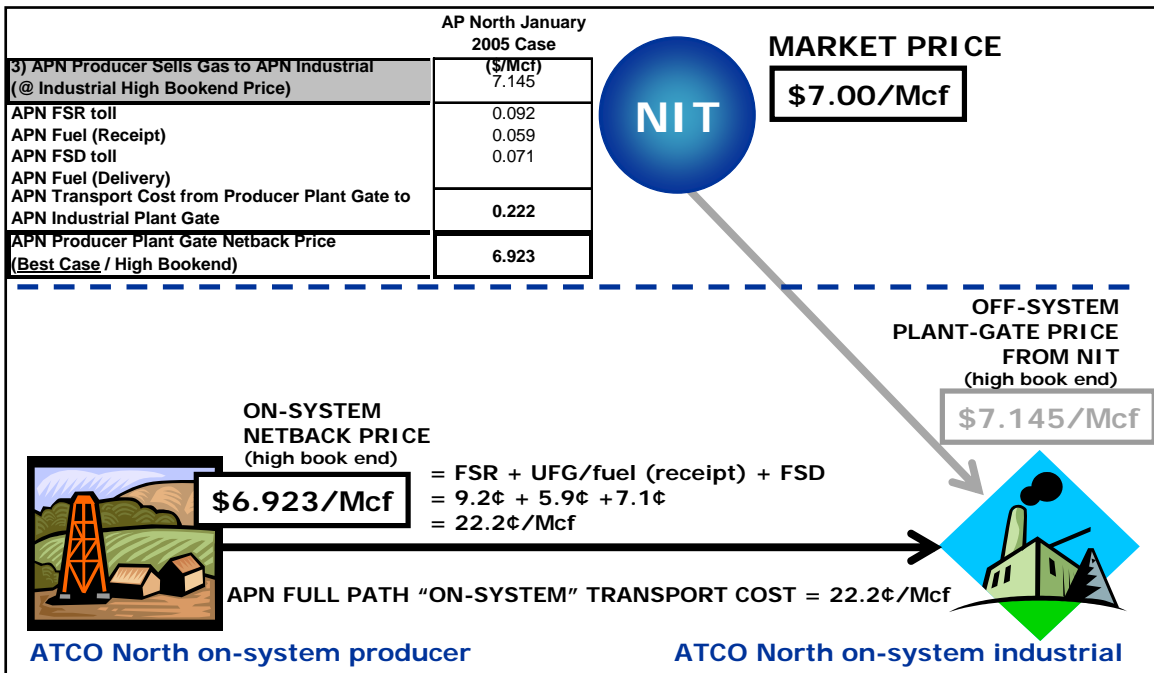 AP North January
2005 Case
($/Mcf)
3) APN Producer Sells Gas to APN Industrial
(@ Industrial High Bookend Price)
7.145
APN FSR toll 0.092
APN Fuel (Receipt) 0.059
APN FSD toll 0.071
APN Fuel (Delivery)
APN Transport Cost from Producer Plant Gate to
APN Industrial Plant Gate
0.222
APN Producer Plant Gate Netback Price
(Best Case / High Bookend)
6.923
NIT
MARKET PRICE
$7.00/Mcf
OFF-SYSTEM
PLANT-GATE PRICE
FROM NIT
(high book end)
$7.145/Mcf
ON-SYSTEM
NETBACK PRICE
(high book end)
$6.923/Mcf
= FSR + UFG/fuel (receipt) + FSD
= 9.2¢ + 5.9¢ +7.1¢
= 22.2¢/Mcf
APN FULL PATH “ON-SYSTEM” TRANSPORT COST = 22.2¢/Mcf
ATCO North on-system producer
ATCO North on-system industrial